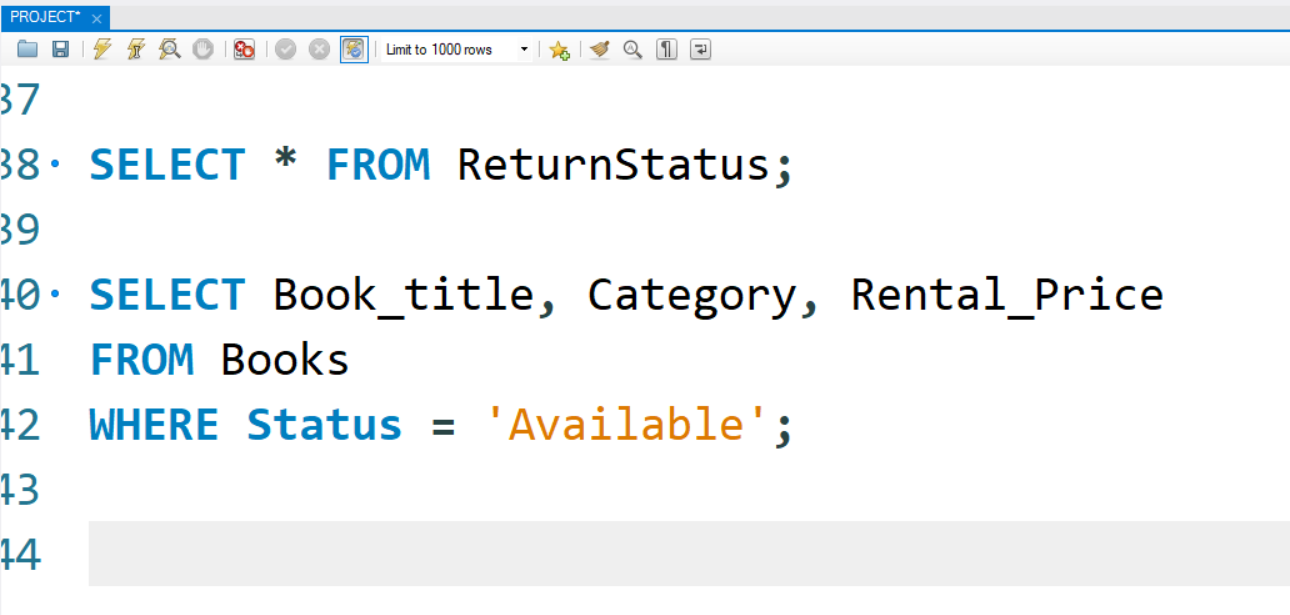 PROJECT* ×
Limit to 1000 rows
37
38 SELECT * FROM ReturnStatus;
39
40 SELECT Book_title, Category, Rental_Price
41 FROM Books
42 WHERE Status = 'Available';
43
44